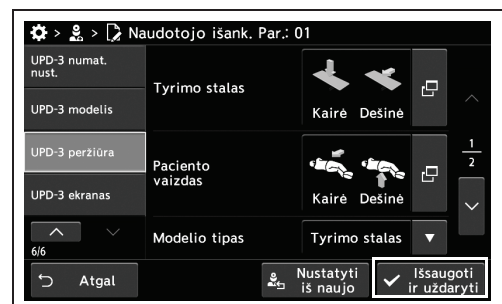 > > Naudotojo išank. Par.: 01
UPD-3 numat.
nust.
UPD-3 modelis
UPD-3 peržiūra
UPD-3 ekranas
6/6
Tyrimo stalas
Kairė Dešinė
Paciento
vaizdas
Kairė Dešinė
Modelio tipas
Tyrimo stalas
1
2
Atgal
Nustatyti
iš naujo
Išsaugoti
ir uždaryti